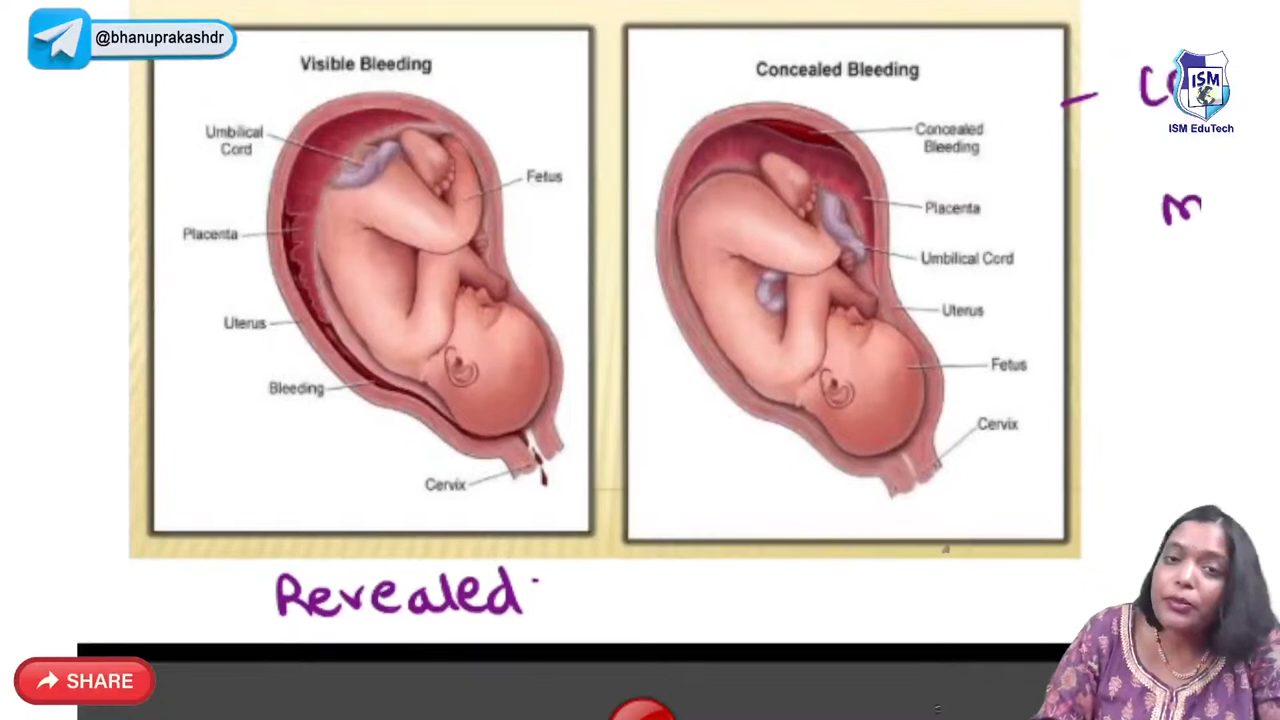 @bhanuprakashdr
Visible Bleeding
Umbilical
Cord
Fetus
Placenta
Uterus
Bleeding
Cervix
Concealed Bleeding
Concealed
Bleeding
Placenta
Umbilical Cord
Uterus
Fetus
Cervix
ISM
ISM EduTech
Revealed
SHARE